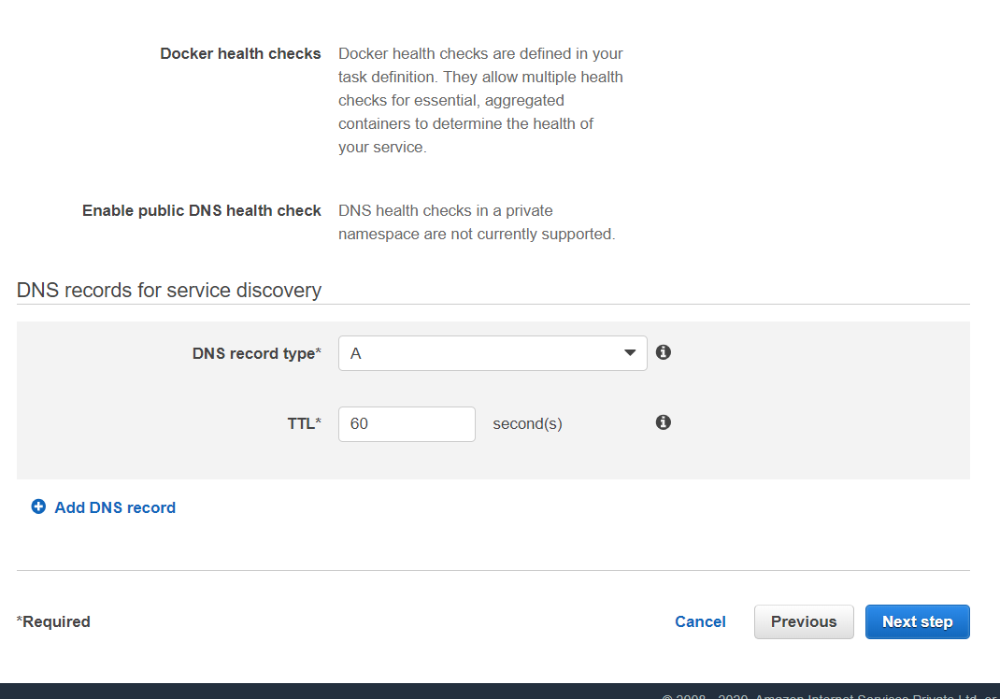 Docker health checks Docker health checks are defined in your
task definition. They allow multiple health
checks for essential, aggregated
containers to determine the health of
your service.
Enable public DNS health check DNS health checks in a private
namespace are not currently supported.
DNS records for service discovery
DNS record type* A
TTL* 60 second(s)
Add DNS record
*Required Cancel Previous Next step
© 2008 - 2020, Amazon Internet Services Private Ltd. or